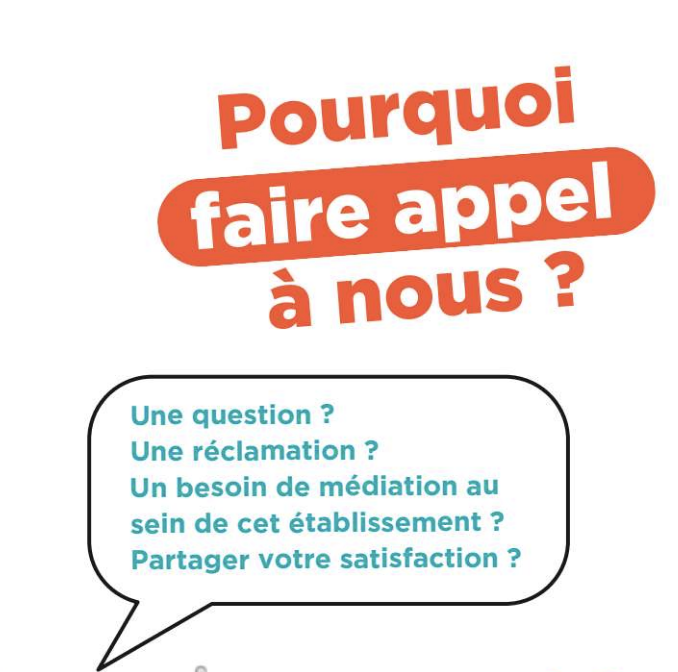 Pourquoi
faire appel
à nous ?
Une question ?
Une réclamation ?
Un besoin de médiation au
sein de cet établissement ?
Partager votre satisfaction ?